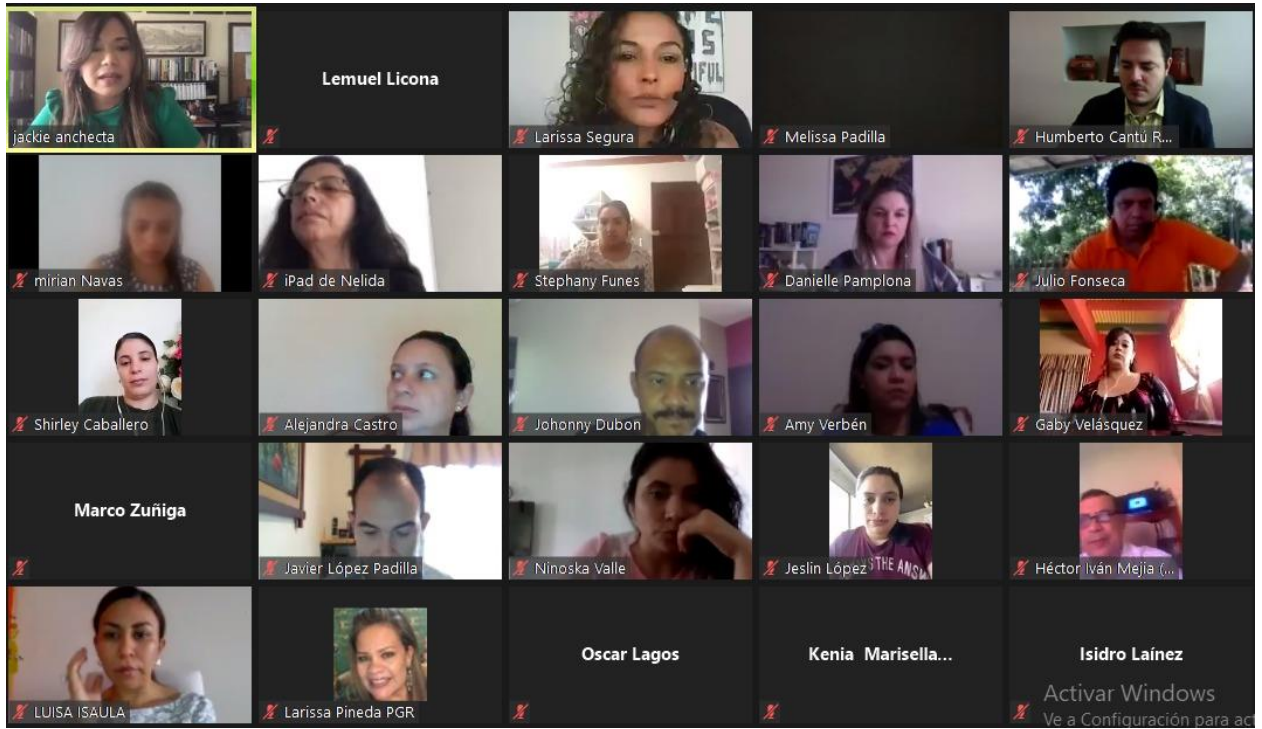 jackie anchecta
Lemuel Licona
Larissa Segura
Melissa Padilla
Humberto Cantú R...
mirian Navas
iPad de Nelida
Stephany Funes
Danielle Pamplona
Julio Fonseca
Shirley Caballero
Alejandra Castro
Johonny Dubon
Amy Verbén
Gaby Velásquez
Marco Zuñiga
Javier López Padilla
Ninoska Valle
Jeslin López
Héctor Iván Mejia (...
LUISA ISAULA
Larissa Pineda PGR
Oscar Lagos
Kenia Marisella...
Isidro Laínez
Activar Windows
Ve a Configuración para